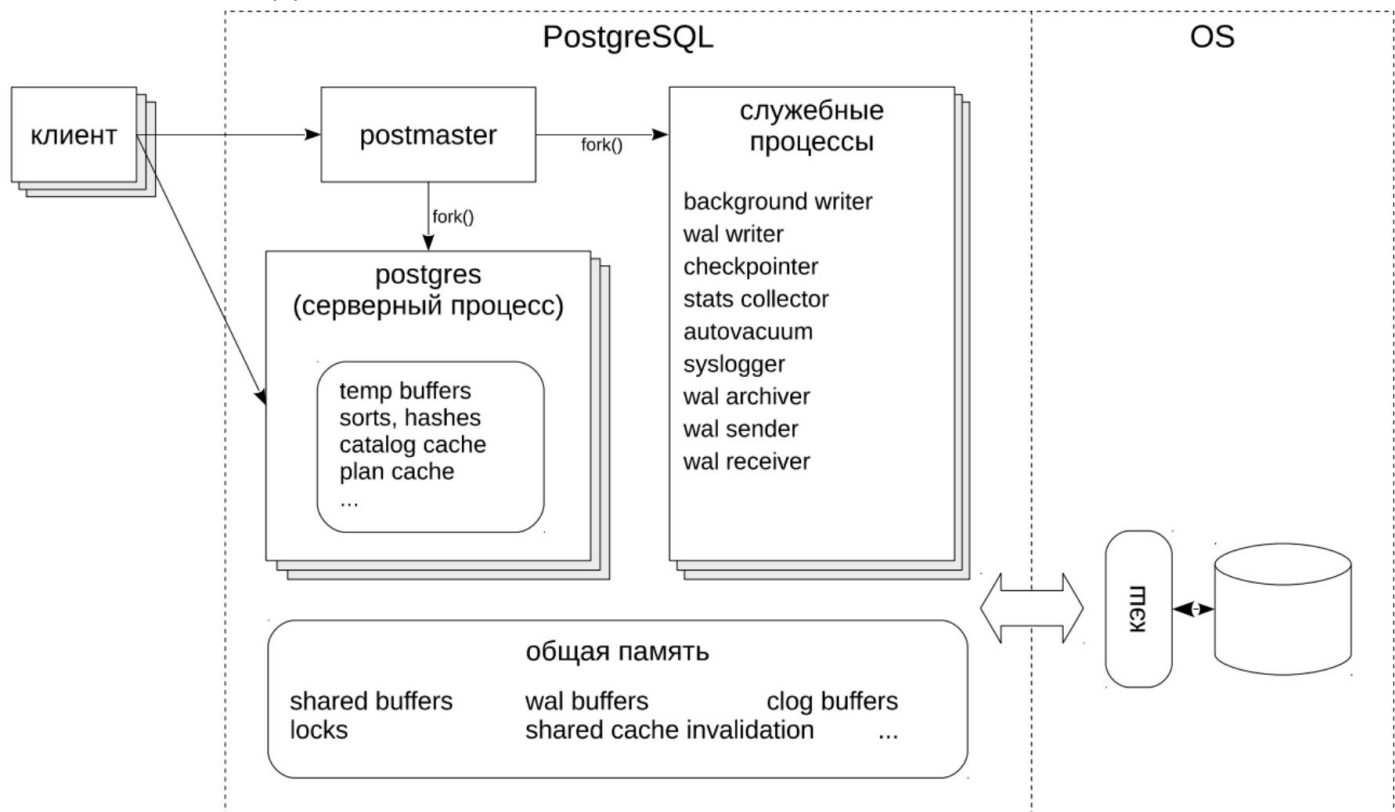 PostgreSQL
OS
клиент
postmaster
fork()
fork()
служебные
процессы
background writer
wal writer
checkpointer
stats collector
autovacuum
syslogger
wal archiver
wal sender
wal receiver
postgres
(серверный процесс)
temp buffers
sorts, hashes
catalog cache
plan cache
...
кэш
общая память
shared buffers wal buffers clog buffers
locks shared cache invalidation ...